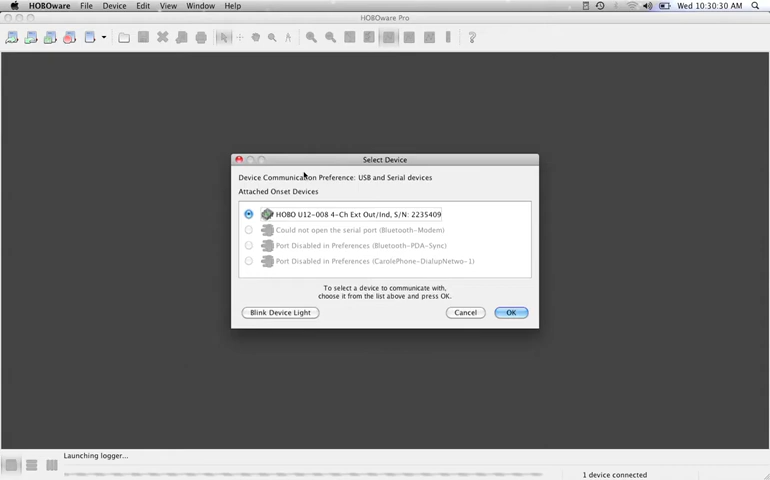 HOBOware File Device Edit View Window Help Wed 10:30:30 AM
HOBOware Pro
Select Device
Device Communication Preference: USB and Serial devices
Attached Onset Devices
HOBO U12-008 4-Ch Ext Out/Ind, S/N: 2235409
Could not open the serial port (Bluetooth-Modem)
Port Disabled in Preferences (Bluetooth-PDA-Sync)
Port Disabled in Preferences (CarolePhone-DialupNetwo-1)
To select a device to communicate with,
choose it from the list above and press OK.
Blink Device Light Cancel OK
Launching logger...
1 device connected